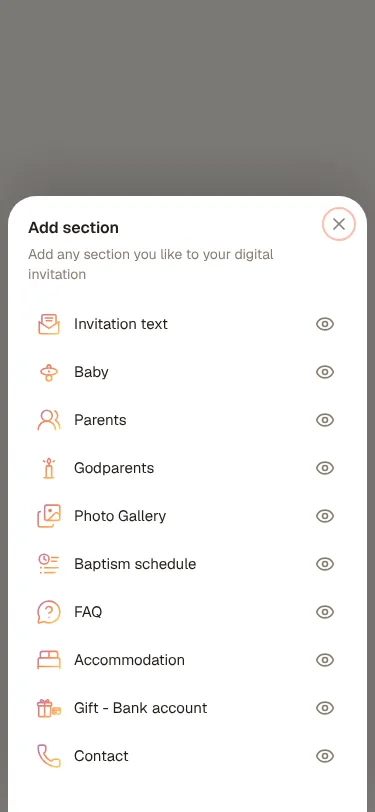 Add section
Add any section you like to your digital
invitation
Invitation text
Baby
Parents
Godparents
Photo Gallery
Baptism schedule
FAQ
Accommodation
Gift - Bank account
Contact